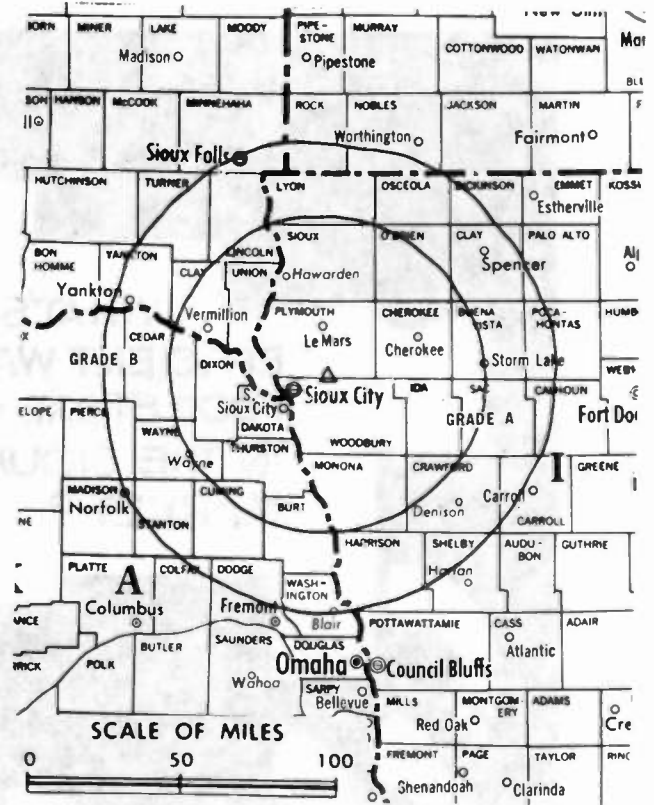 MINER LAKE MOODY PIPE-
STONE MURRAY
COTTONWOOD WATONWAN
Madison
Pipestone
HANSON McCOOK MINNEHAHA ROCK NOBLES JACKSON MARTIN
Worthington Fairmont
Sioux Falls
HUTCHINSON TURNER LYON OSCEOLA DICKINSON EMMET
Estherville
LINCOLN SIOUX O'BRIEN CLAY PALO ALTO
BON
HOMME YANKTON CLAY UNION Hawarden Spencer
Yankton
Vermillion PLYMOUTH CHEROKEE BUENA
VISTA POCA-
HONTAS
CEDAR Le Mars Cherokee
GRADE B DIXON Storm Lake
S.
Sioux City Sioux City IDA SAC CALHOUN
PIERCE DAKOTA GRADE A
WAYNE THURSTON WOODBURY
Wayne MONONA CRAWFORD I GREENE
MADISON CUMING Carroll
Norfolk BURT Denison
STANTON CARROLL
HARRISON SHELBY AUDU-
BON GUTHRIE
PLATTE COLFAX DODGE Harlan
A WASH-
INGTON
Columbus Fremont Blair POTTAWATTAMIE CASS ADAIR
BUTLER SAUNDERS DOUGLAS Atlantic
POLK Omaha Council Bluffs
Wahoo SARPY
Bellevue MILLS MONTGOM-
ERY ADAMS
Red Oak
SCALE OF MILES
FREMONT PAGE TAYLOR
0 50 100
Shenandoah Clarinda